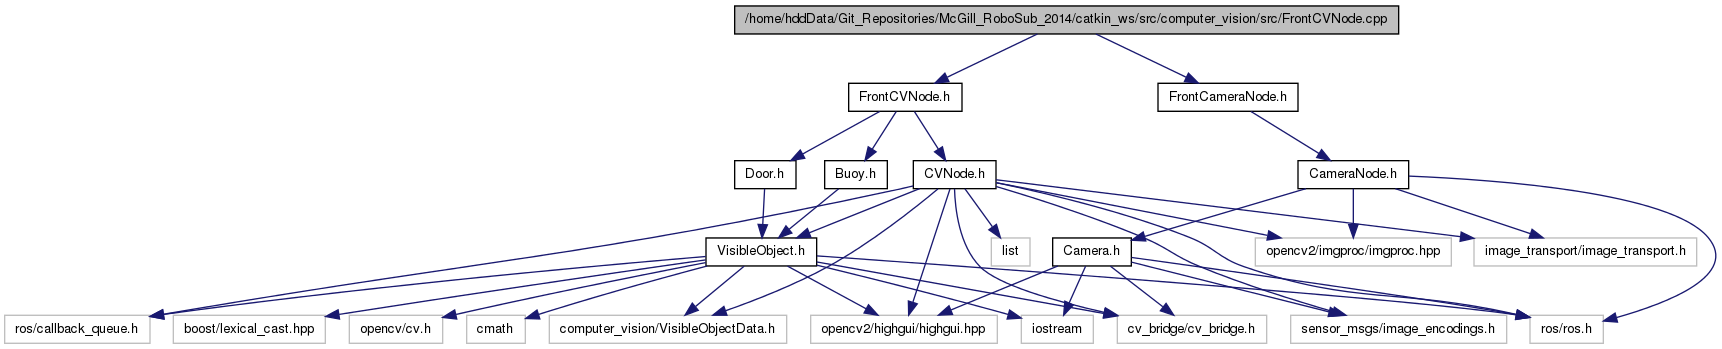 /home/hddData/Git_Repositories/McGill_RoboSub_2014/catkin_ws/src/computer_vision/src/FrontCVNode.cpp
FrontCVNode.h
FrontCameraNode.h
Door.h
Buoy.h
CVNode.h
CameraNode.h
VisibleObject.h
list
Camera.h
opencv2/imgproc/imgproc.hpp
image_transport/image_transport.h
ros/callback_queue.h
boost/lexical_cast.hpp
opencv/cv.h
cmath
computer_vision/VisibleObjectData.h
opencv2/highgui/highgui.hpp
iostream
cv_bridge/cv_bridge.h
sensor_msgs/image_encodings.h
ros/ros.h